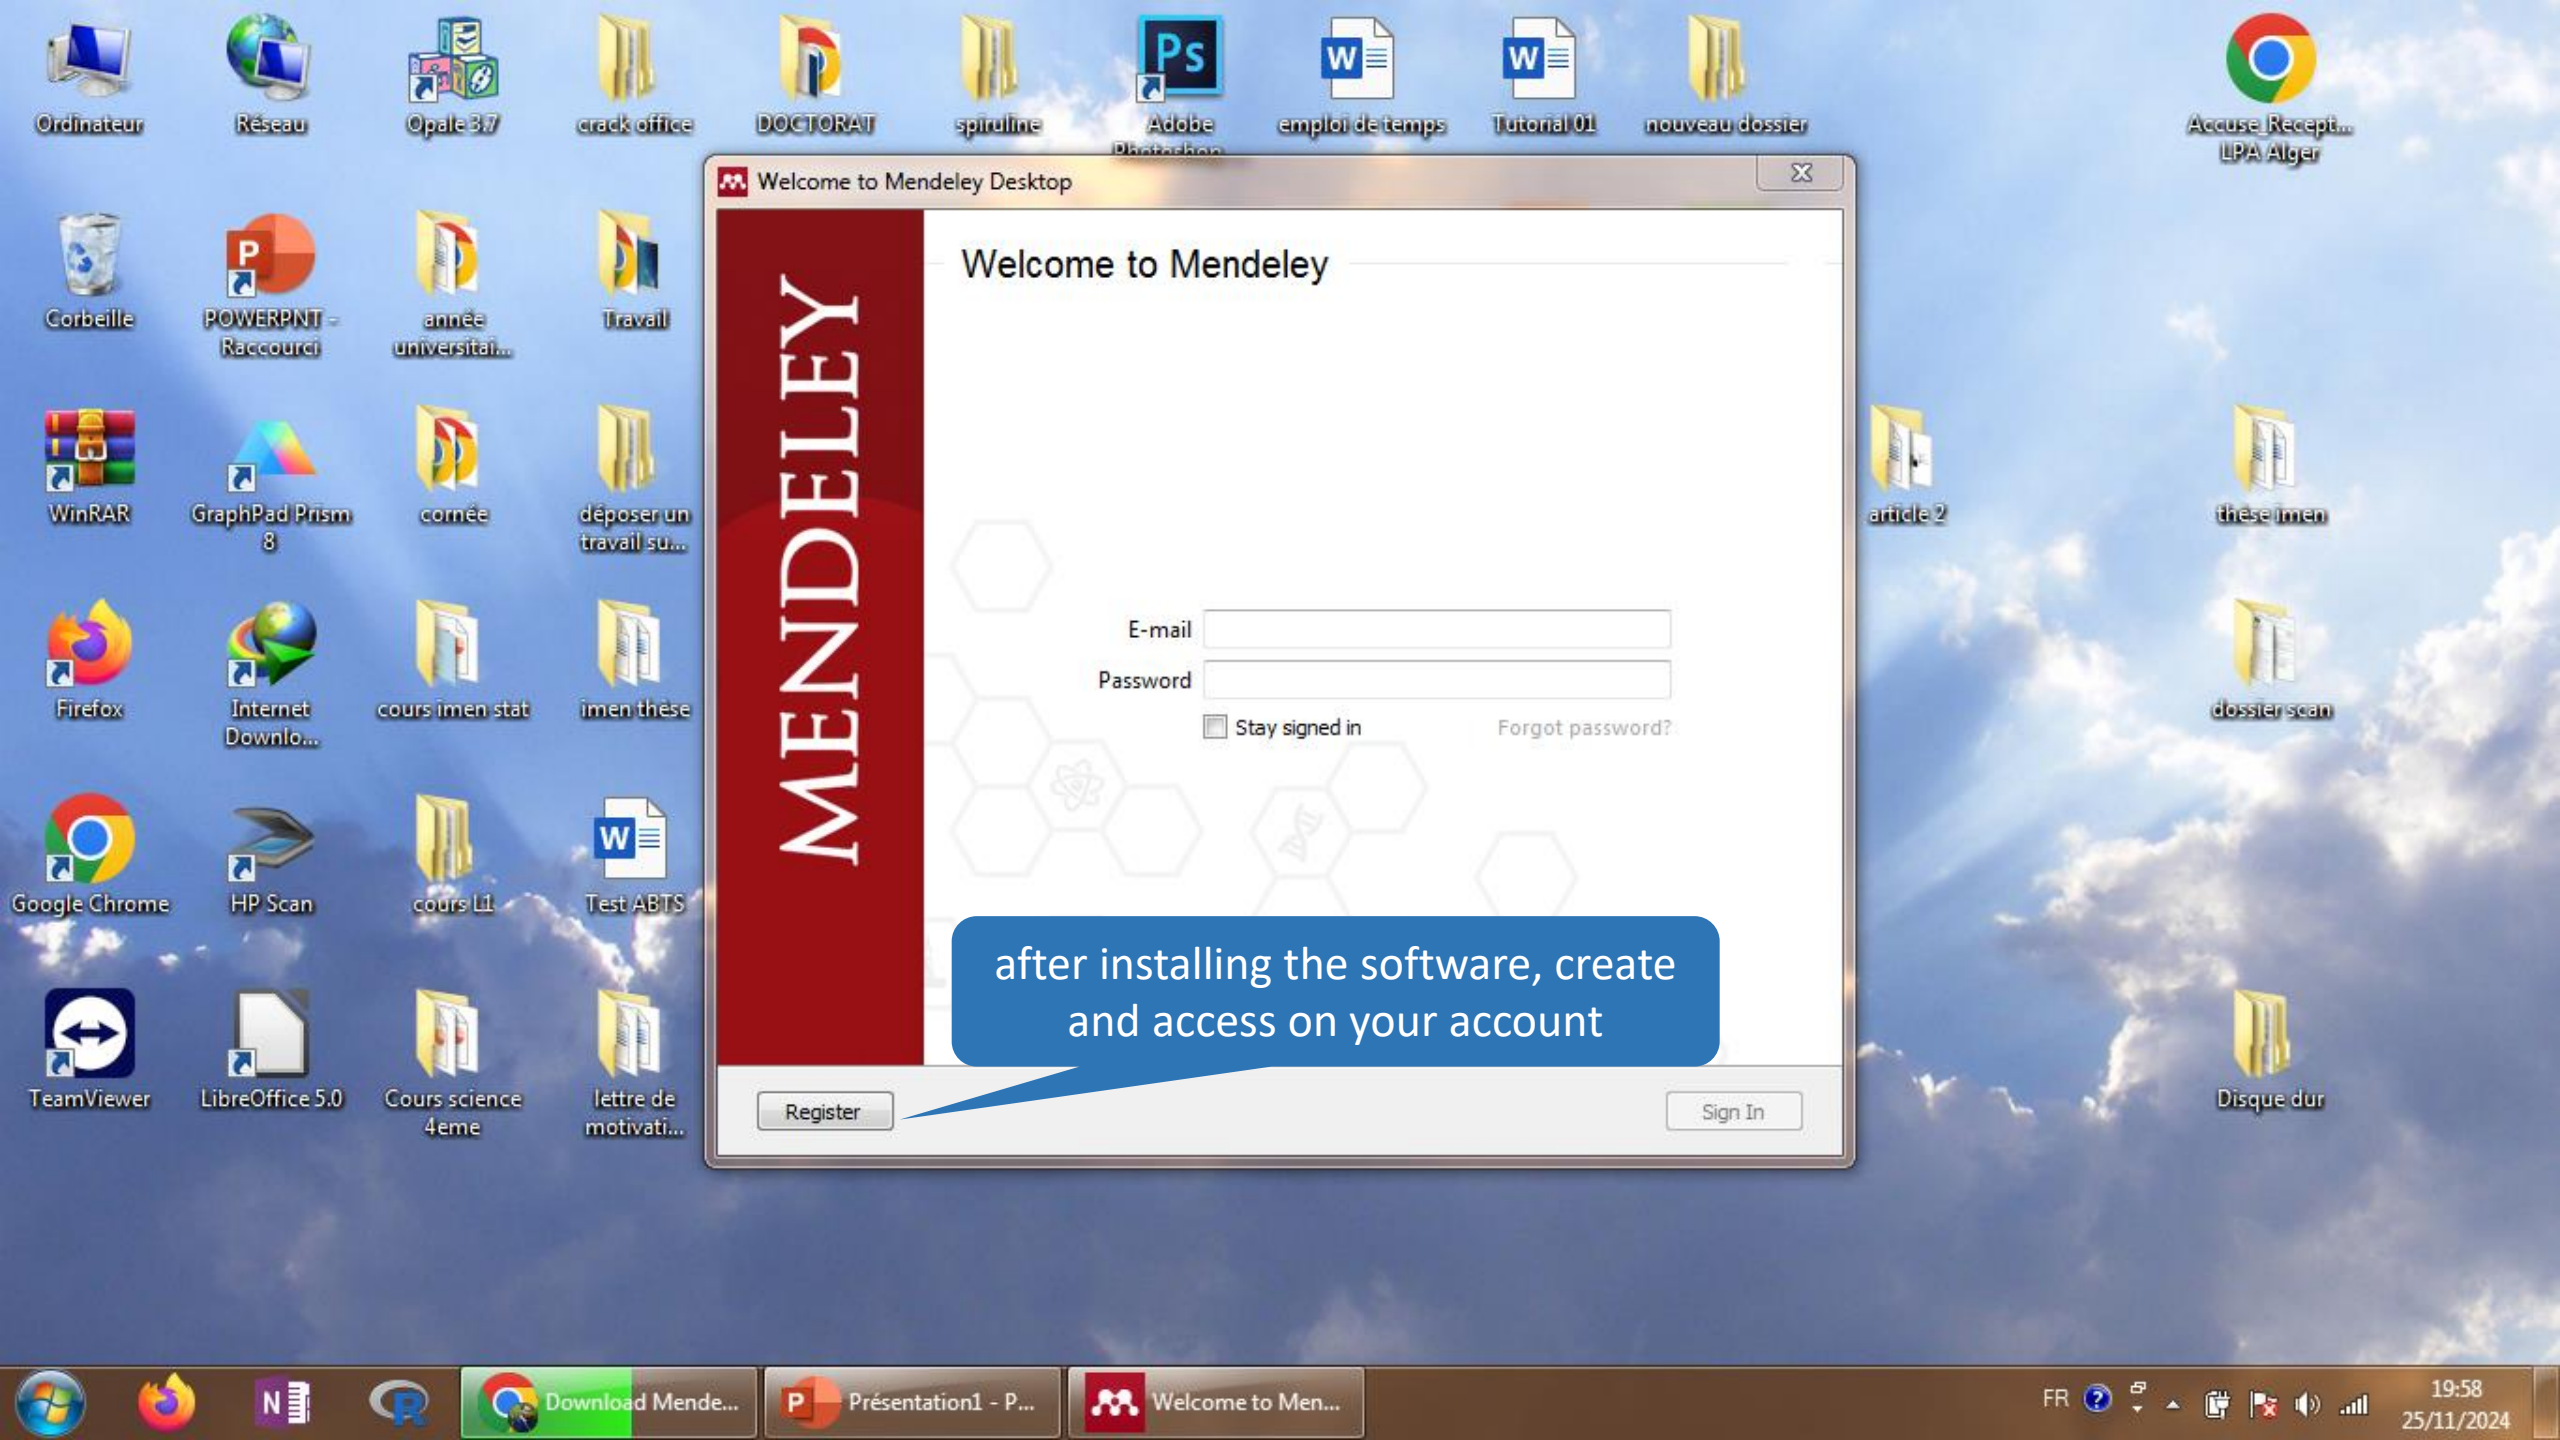 Ordinateur
Réseau
Opale 3.7
crack office
DOCTORAT
spiruline
Ps
Adobe
Photoshop
W
emploi de temps
W
Tutorial 01
nouveau dossier
Accuse_Recept...
LPA Alger
Corbeille
P
POWERPNT -
Raccourci
année
universitai...
Travail
WinRAR
GraphPad Prism
8
cornée
déposer un
travail su...
article 2
thèse imen
Firefox
Internet
Downlo...
cours imen stat
imen thèse
dossier scan
Google Chrome
HP Scan
cours L1
W
Test ABTS
TeamViewer
LibreOffice 5.0
Cours science
4eme
lettre de
motivati...
Disque dur
Welcome to Mendeley Desktop
MENDELEY
Welcome to Mendeley
E-mail
Password
Stay signed in
Forgot password?
after installing the software, create
and access on your account
Register
Sign In
N
R
Download Mende...
P
Présentation1 - P...
Welcome to Men...
FR
?
19:58
25/11/2024